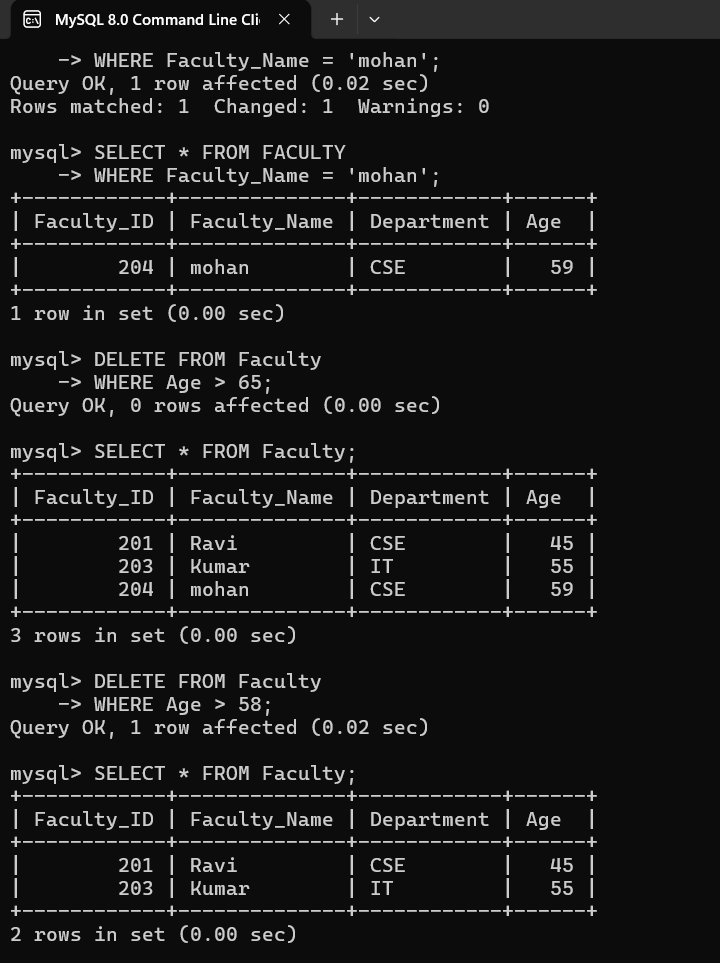 MySQL 8.0 Command Line Cli
    -> WHERE Faculty_Name = 'mohan';
Query OK, 1 row affected (0.02 sec)
Rows matched: 1  Changed: 1  Warnings: 0

mysql> SELECT * FROM FACULTY
    -> WHERE Faculty_Name = 'mohan';
+------------+--------------+------------+------+
| Faculty_ID | Faculty_Name | Department | Age  |
+------------+--------------+------------+------+
|        204 | mohan        | CSE        |   59 |
+------------+--------------+------------+------+
1 row in set (0.00 sec)

mysql> DELETE FROM Faculty
    -> WHERE Age > 65;
Query OK, 0 rows affected (0.00 sec)

mysql> SELECT * FROM Faculty;
+------------+--------------+------------+------+
| Faculty_ID | Faculty_Name | Department | Age  |
+------------+--------------+------------+------+
|        201 | Ravi         | CSE        |   45 |
|        203 | Kumar        | IT         |   55 |
|        204 | mohan        | CSE        |   59 |
+------------+--------------+------------+------+
3 rows in set (0.00 sec)

mysql> DELETE FROM Faculty
    -> WHERE Age > 58;
Query OK, 1 row affected (0.02 sec)

mysql> SELECT * FROM Faculty;
+------------+--------------+------------+------+
| Faculty_ID | Faculty_Name | Department | Age  |
+------------+--------------+------------+------+
|        201 | Ravi         | CSE        |   45 |
|        203 | Kumar        | IT         |   55 |
+------------+--------------+------------+------+
2 rows in set (0.00 sec)